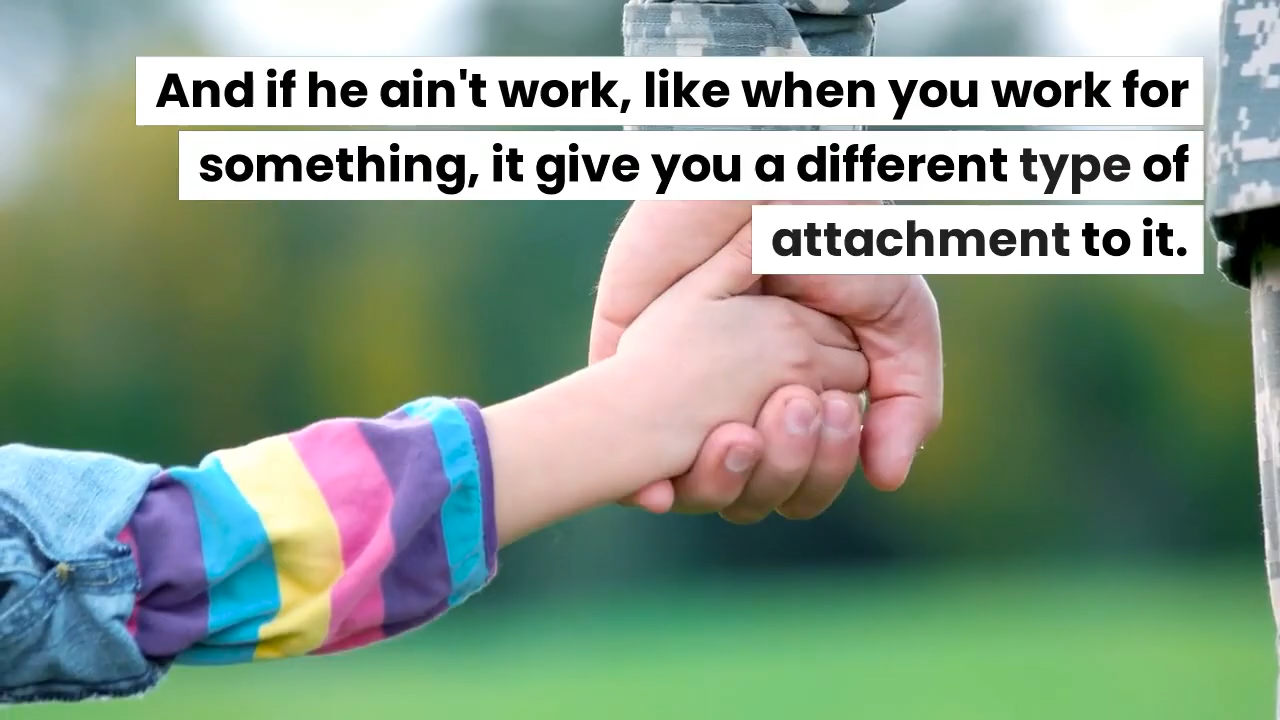 And if he ain't work, like when you work for
something, it give you a different type of
attachment to it.